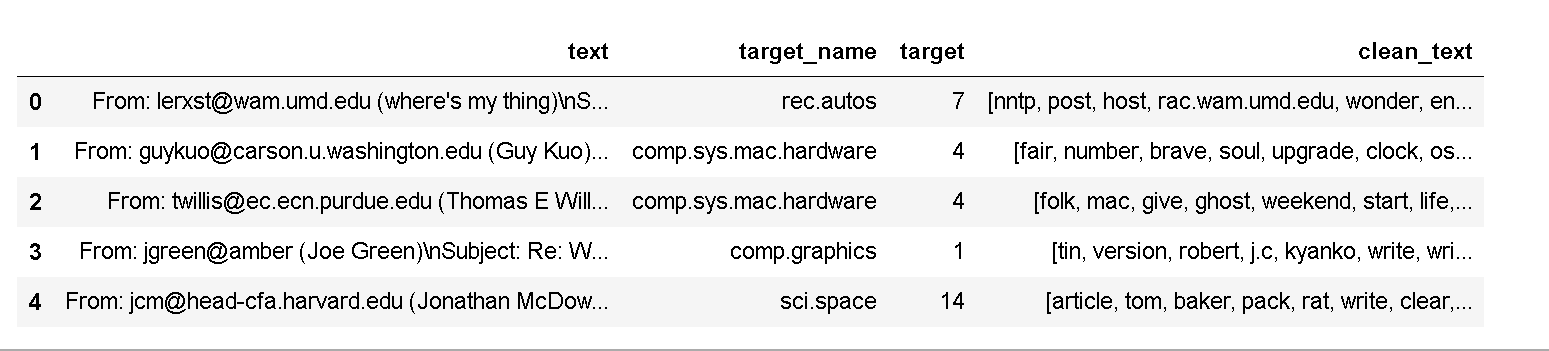 text target_name target clean_text
0 From: lerxst@wam.umd.edu (where's my thing)\nS... rec.autos 7 [nntp, post, host, rac.wam.umd.edu, wonder, en...
1 From: guykuo@carson.u.washington.edu (Guy Kuo)... comp.sys.mac.hardware 4 [fair, number, brave, soul, upgrade, clock, os...
2 From: twillis@ec.ecn.purdue.edu (Thomas E Will... comp.sys.mac.hardware 4 [folk, mac, give, ghost, weekend, start, life,...
3 From: jgreen@amber (Joe Green)\nSubject: Re: W... comp.graphics 1 [tin, version, robert, j.c, kyanko, write, wri...
4 From: jcm@head-cfa.harvard.edu (Jonathan McDow... sci.space 14 [article, tom, baker, pack, rat, write, clear,...